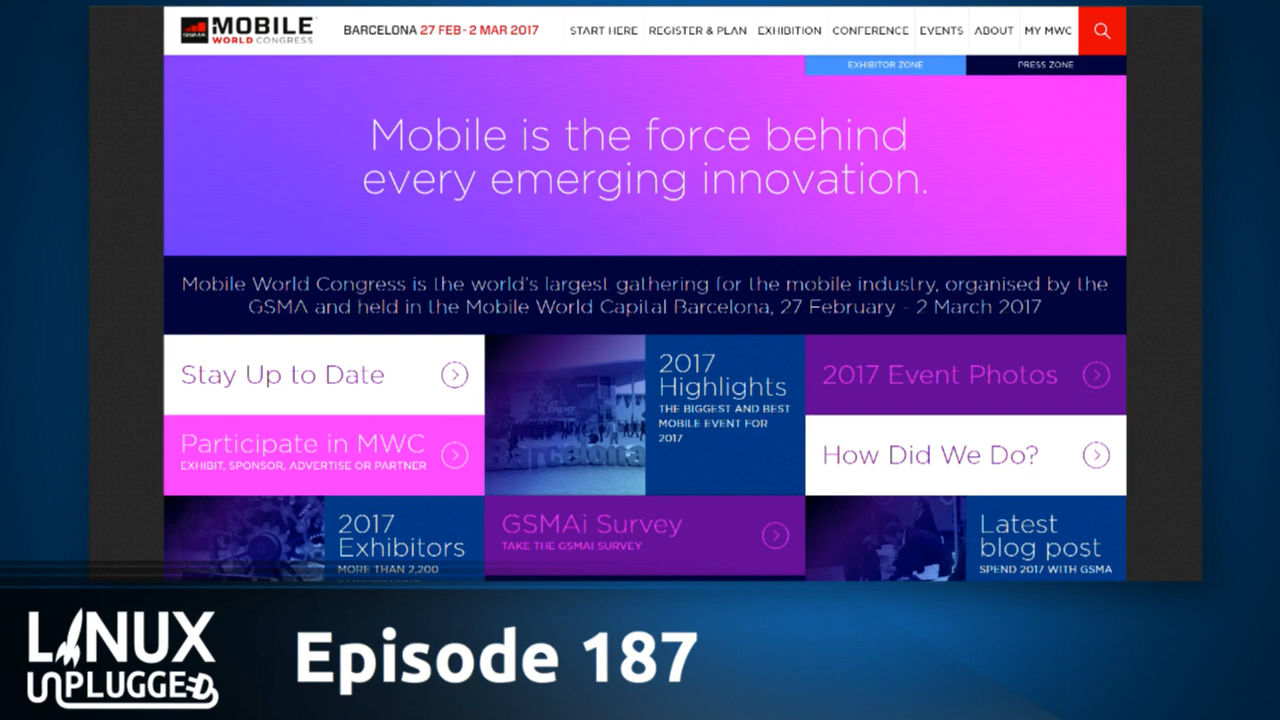 MOBILE
WORLD CONGRESS
BARCELONA 27 FEB - 2 MAR 2017
START HERE REGISTER & PLAN EXHIBITION CONFERENCE EVENTS ABOUT MY MWC
EXHIBITOR ZONE PRESS ZONE
Mobile is the force behind
every emerging innovation.
Mobile World Congress is the world's largest gathering for the mobile industry, organised by the
GSMA and held in the Mobile World Capital Barcelona, 27 February - 2 March 2017
Stay Up to Date
Participate in MWC
EXHIBIT, SPONSOR, ADVERTISE OR PARTNER
Barcelona
2017
Highlights
THE BIGGEST AND BEST
MOBILE EVENT FOR
2017
2017 Event Photos
How Did We Do?
2017
Exhibitors
MORE THAN 2,200
GSMAi Survey
TAKE THE GSMAI SURVEY
Latest
blog post
SPEND 2017 WITH GSMA
LINUX
UNPLUGGED
Episode 187